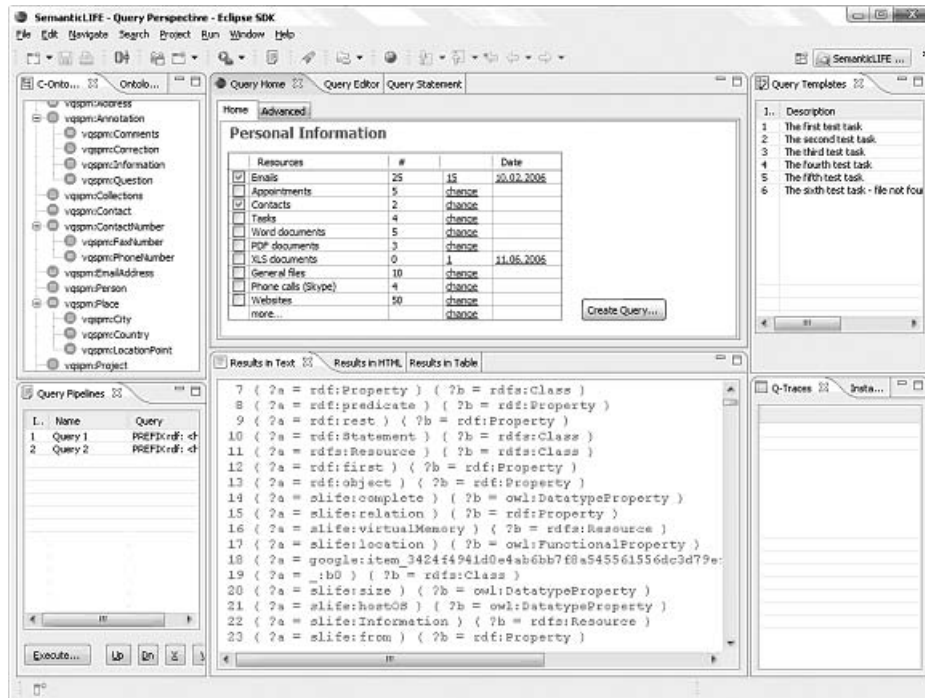 SemanticLIFE - Query Perspective - Eclipse SDK
File Edit Navigate Search Project Run Window Help
SemanticLIFE ...
C-Onto... Ontolo...
vqspm:Address
vqspm:Annotation
vqspm:Comments
vqspm:Correction
vqspm:Information
vqspm:Question
vqspm:Collections
vqspm:Contact
vqspm:ContactNumber
vqspm:FaxNumber
vqspm:PhoneNumber
vqspm:EmailAddress
vqspm:Person
vqspm:Place
vqspm:City
vqspm:Country
vqspm:LocationPoint
vqspm:Project
Query Home Query Editor Query Statement
Home Advanced
Personal Information
Resources # Date
Emails 25 15 10.02.2006
Appointments 5 change
Contacts 2 change
Tasks 4 change
Word documents 5 change
PDF documents 3 change
XLS documents 0 1 11.06.2006
General files 10 change
Phone calls (Skype) 4 change
Websites 50 change
more... change
Create Query...
Query Templates
I.. Description
1 The first test task
2 The second test task
3 The third test task
4 The fourth test task
5 The fifth test task
6 The sixth test task - file not fou
Query Pipelines
I.. Name Query
1 Query 1 PREFIX rdf: <h
2 Query 2 PREFIX rdf: <h
Execute... Up Dn X
Results in Text Results in HTML Results in Table
7 ( ?a = rdf:Property ) ( ?b = rdfs:Class )
8 ( ?a = rdf:predicate ) ( ?b = rdf:Property )
9 ( ?a = rdf:rest ) ( ?b = rdf:Property )
10 ( ?a = rdf:Statement ) ( ?b = rdfs:Class )
11 ( ?a = rdfs:Resource ) ( ?b = rdfs:Class )
12 ( ?a = rdf:first ) ( ?b = rdf:Property )
13 ( ?a = rdf:object ) ( ?b = rdf:Property )
14 ( ?a = slife:complete ) ( ?b = owl:DatatypeProperty )
15 ( ?a = slife:relation ) ( ?b = rdf:Property )
16 ( ?a = slife:virtualMemory ) ( ?b = rdfs:Resource )
17 ( ?a = slife:location ) ( ?b = owl:FunctionalProperty )
18 ( ?a = google:item_3424f4941d0e4ab6bb7f8a545561556dc3d79e
19 ( ?a = _:b0 ) ( ?b = rdfs:Class )
20 ( ?a = slife:size ) ( ?b = owl:DatatypeProperty )
21 ( ?a = slife:hostOS ) ( ?b = owl:DatatypeProperty )
22 ( ?a = slife:Information ) ( ?b = rdfs:Resource )
23 ( ?a = slife:from ) ( ?b = rdf:Property )
Q-Traces Insta...